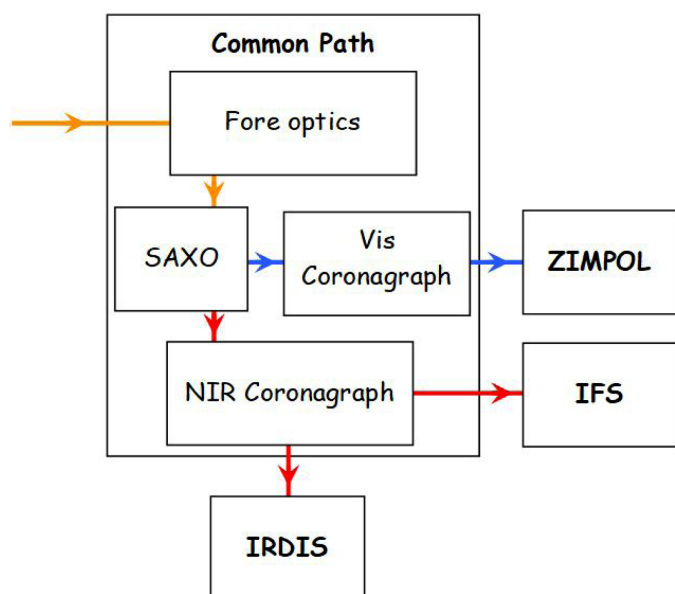 Common Path
Fore optics
SAXO
Vis
Coronagraph
ZIMPOL
NIR Coronagraph
IFS
IRDIS